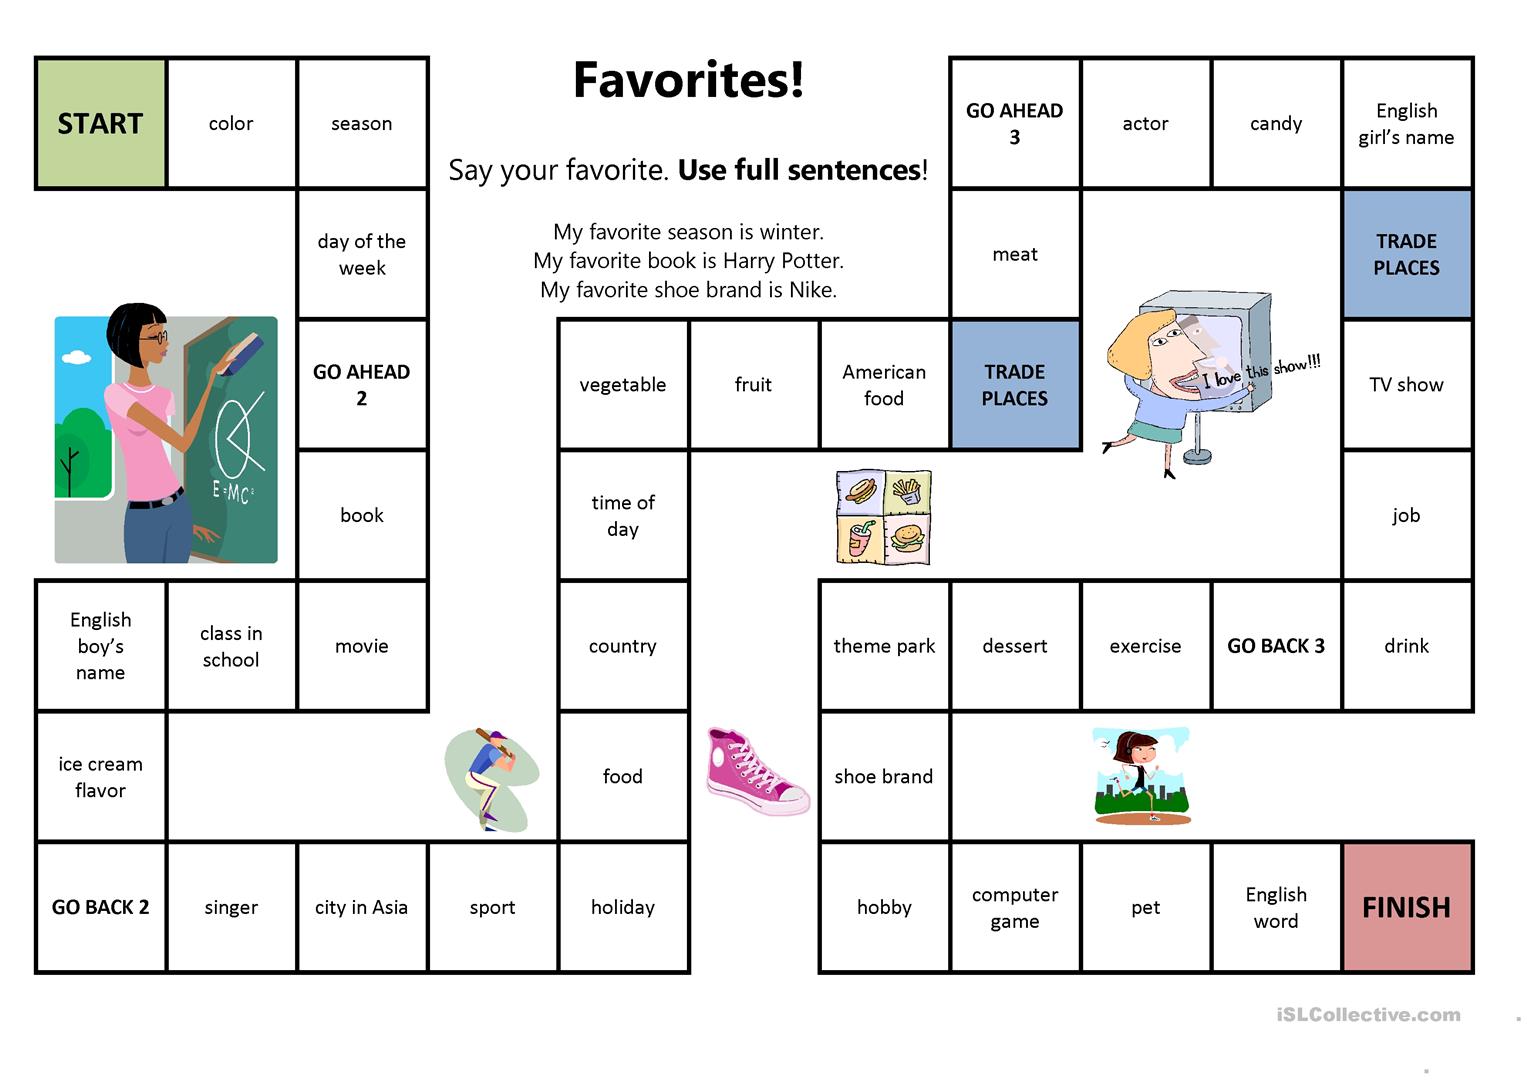 Favorites!
Say your favorite. Use full sentences!
My favorite season is winter.
My favorite book is Harry Potter.
My favorite shoe brand is Nike.
START
color
season
day of the
week
GO AHEAD
2
book
movie
class in
school
English
boy's
name
ice cream
flavor
GO BACK 2
singer
city in Asia
sport
holiday
food
country
time of
day
vegetable
fruit
American
food
TRADE
PLACES
meat
GO AHEAD
3
actor
candy
English
girl's name
TRADE
PLACES
TV show
job
drink
GO BACK 3
exercise
dessert
theme park
shoe brand
hobby
computer
game
pet
English
word
FINISH
E=MC²
I love this show!!!
iSLCollective.com